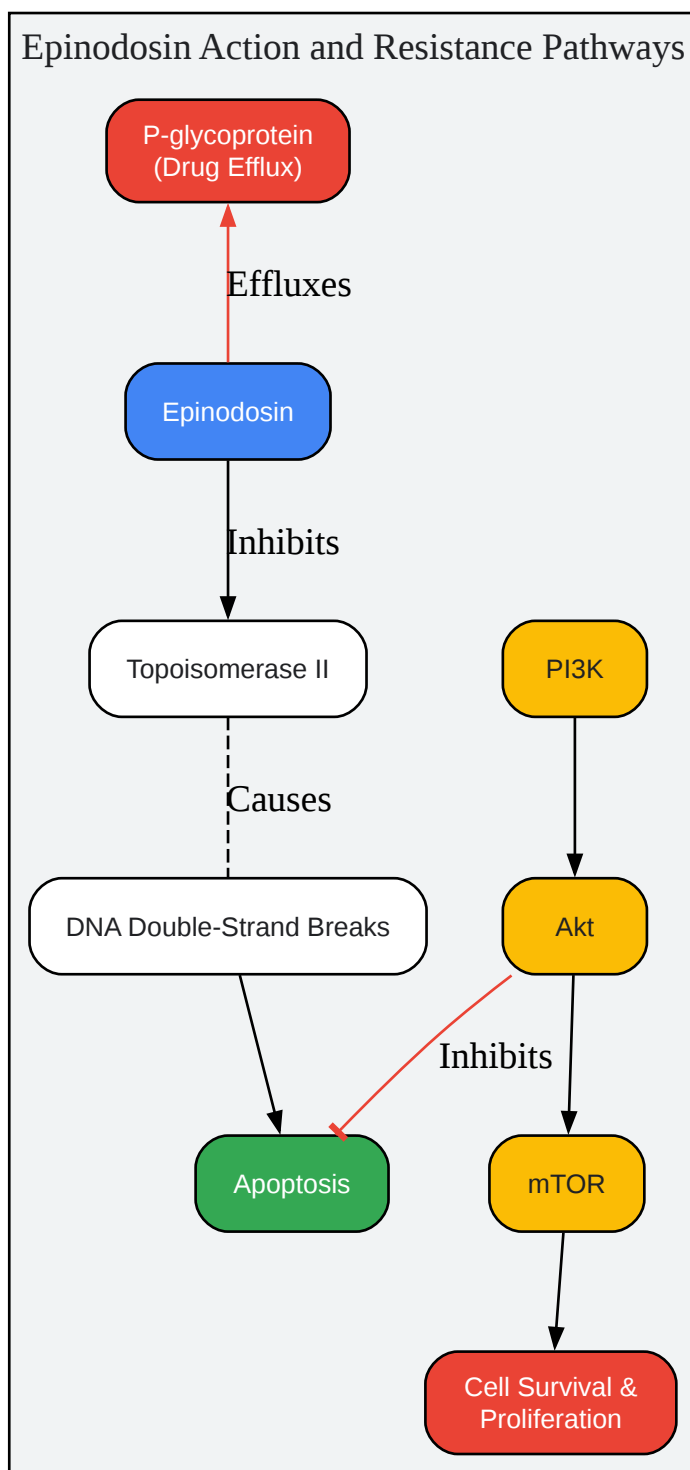 Epinodosin Action and Resistance Pathways
P-glycoprotein
(Drug Efflux)
Effluxes
Epinodosin
Inhibits
Topoisomerase II
PI3K
Causes
DNA Double-Strand Breaks
Akt
Inhibits
Apoptosis
mTOR
Cell Survival &
Proliferation